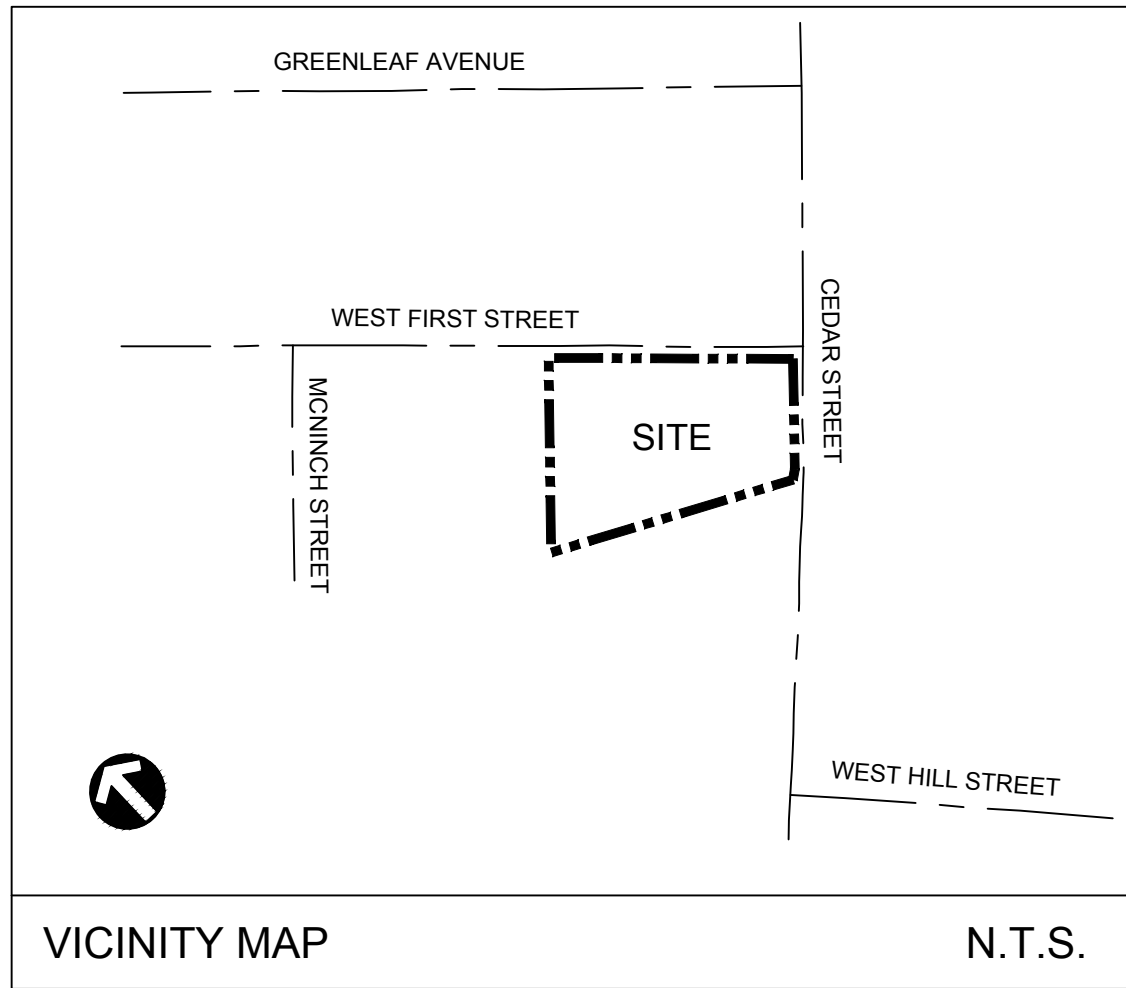 GREENLEAF AVENUE
WEST FIRST STREET
CEDAR STREET
MCNINCH STREET
SITE
WEST HILL STREET
VICINITY MAP
N.T.S.